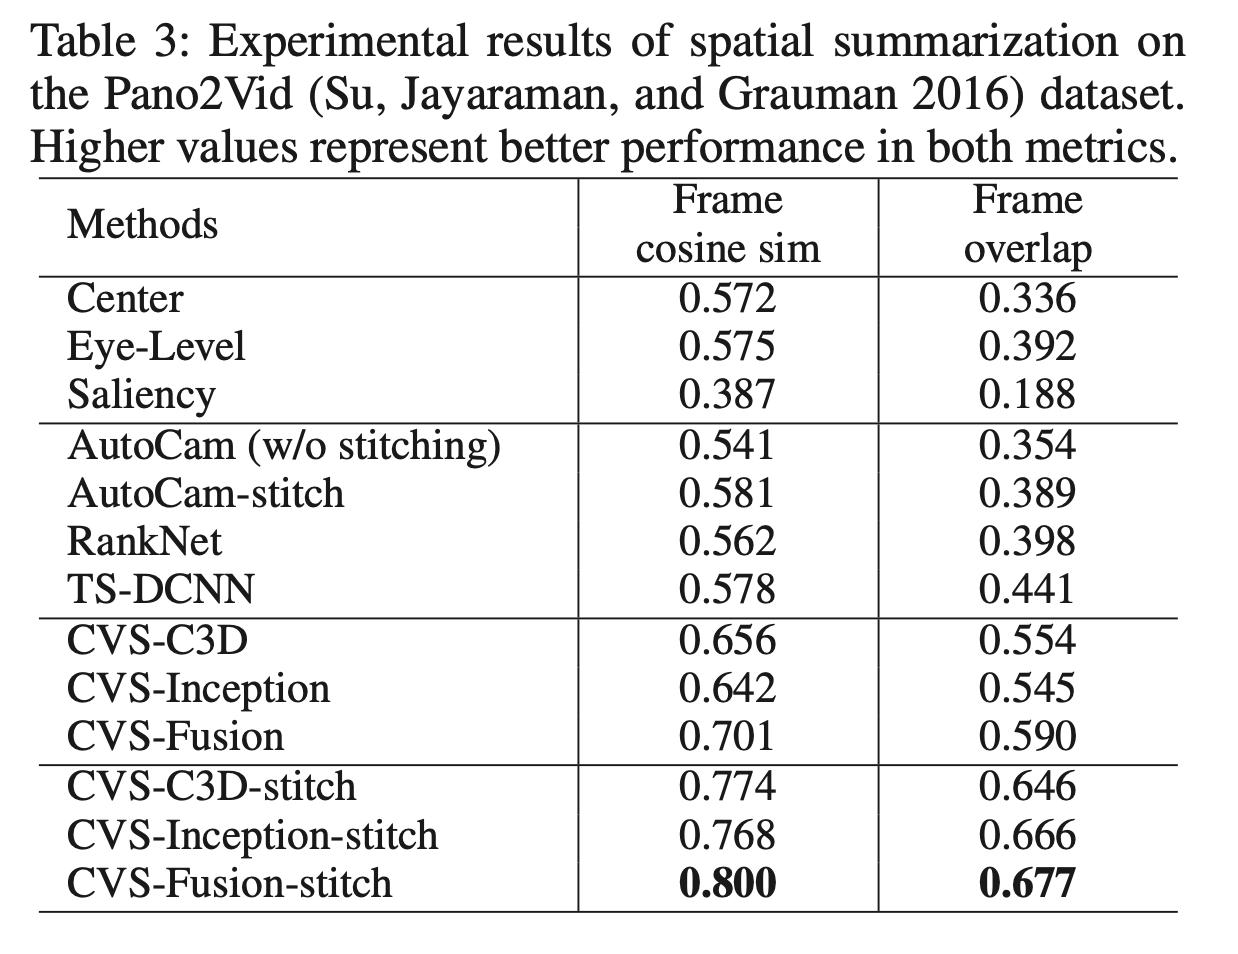 Table 3: Experimental results of spatial summarization on
the Pano2Vid (Su, Jayaraman, and Grauman 2016) dataset.
Higher values represent better performance in both metrics.
Methods Frame cosine sim Frame overlap
Center 0.572 0.336
Eye-Level 0.575 0.392
Saliency 0.387 0.188
AutoCam (w/o stitching) 0.541 0.354
AutoCam-stitch 0.581 0.389
RankNet 0.562 0.398
TS-DCNN 0.578 0.441
CVS-C3D 0.656 0.554
CVS-Inception 0.642 0.545
CVS-Fusion 0.701 0.590
CVS-C3D-stitch 0.774 0.646
CVS-Inception-stitch 0.768 0.666
CVS-Fusion-stitch 0.800 0.677